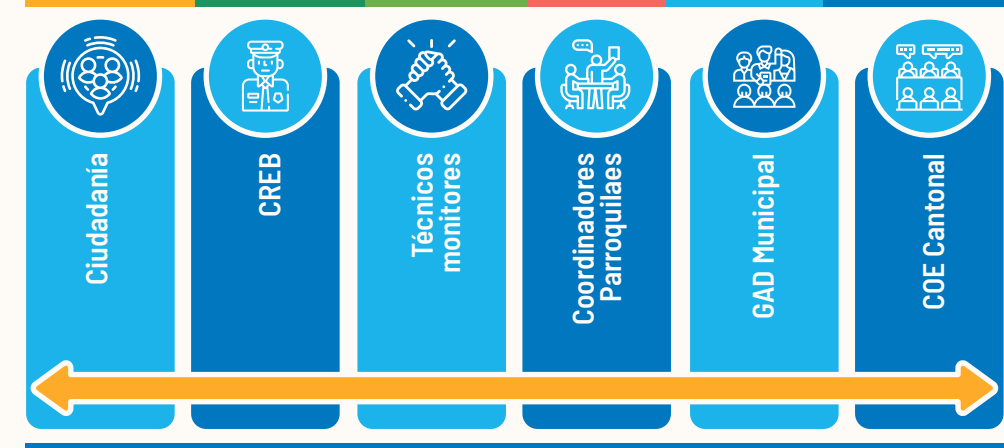 Ciudadanía
CREB
Técnicos
monitores
Coordinadores
Parroquilaes
GAD Municipal
COE Cantonal